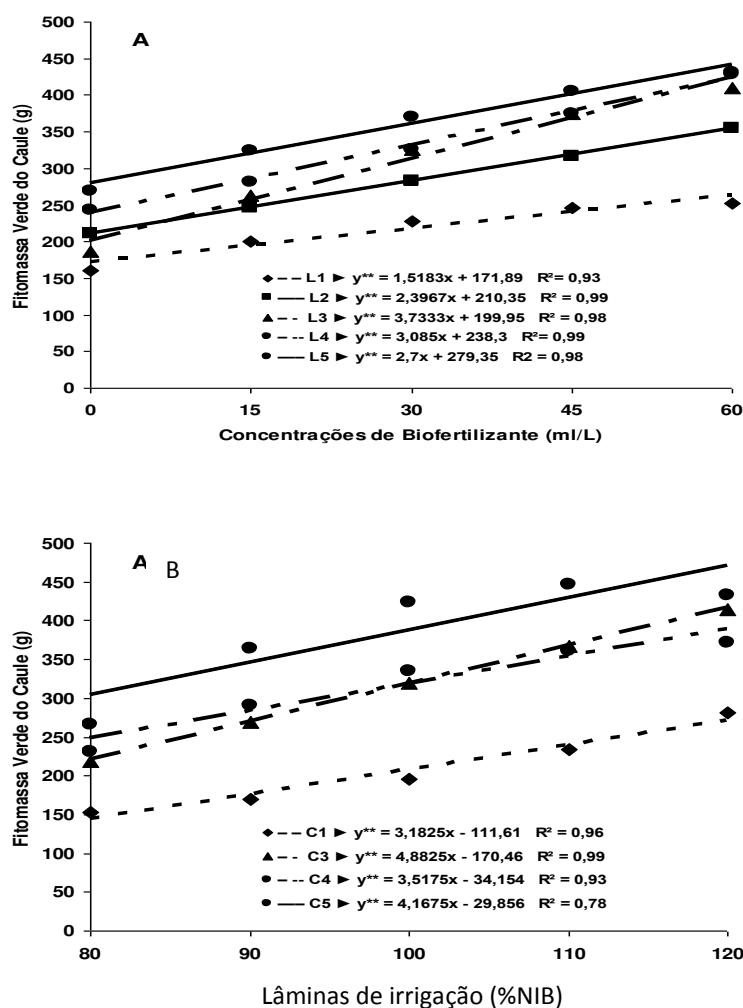 A
Fitomassa Verde do Caule (g)
500
450
400
350
300
250
200
150
100
50
0
L1 ► y** = 1,5183x + 171,89 R² = 0,93
L2 ► y** = 2,3967x + 210,35 R² = 0,99
L3 ► y** = 3,7333x + 199,95 R² = 0,98
L4 ► y** = 3,085x + 238,3 R²= 0,99
L5 ► y** = 2,7x + 279,35 R2 = 0,98
0 15 30 45 60
Concentrações de Biofertilizante (ml/L)
A B
Fitomassa Verde do Caule (g)
500
450
400
350
300
250
200
150
100
50
0
C1 ► y** = 3,1825x - 111,61 R² = 0,96
C3 ► y** = 4,8825x - 170,46 R² = 0,99
C4 ► y** = 3,5175x - 34,154 R² = 0,93
C5 ► y** = 4,1675x - 29,856 R² = 0,78
80 90 100 110 120
Lâminas de irrigação (%NIB)